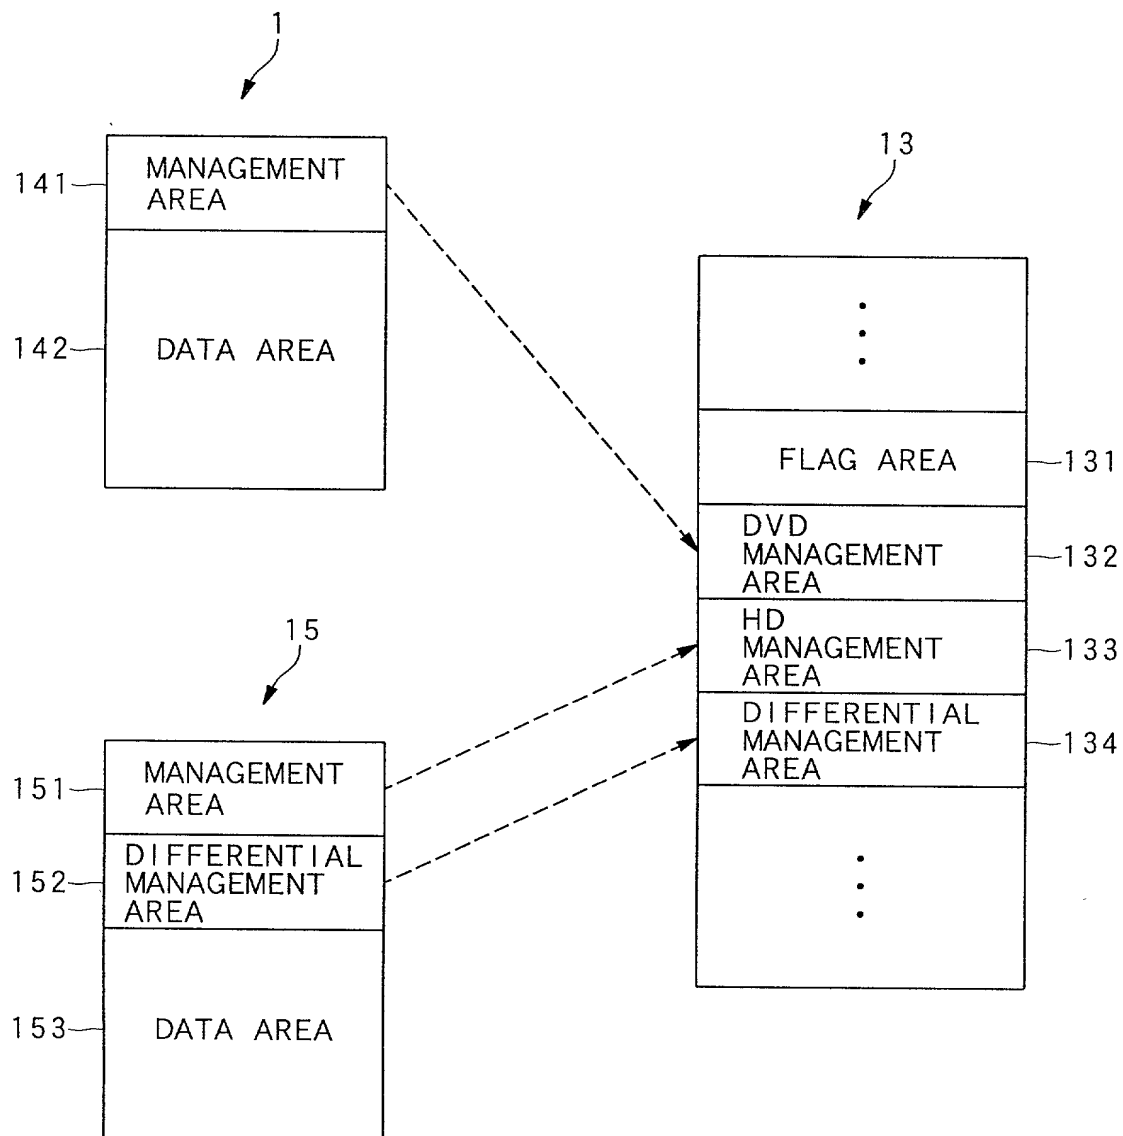 1
MANAGEMENT
AREA
141
DATA AREA
142
13
FLAG AREA
131
DVD
MANAGEMENT
AREA
132
HD
MANAGEMENT
AREA
133
DIFFERENTIAL
MANAGEMENT
AREA
134
15
MANAGEMENT
AREA
151
DIFFERENTIAL
MANAGEMENT
AREA
152
DATA AREA
153